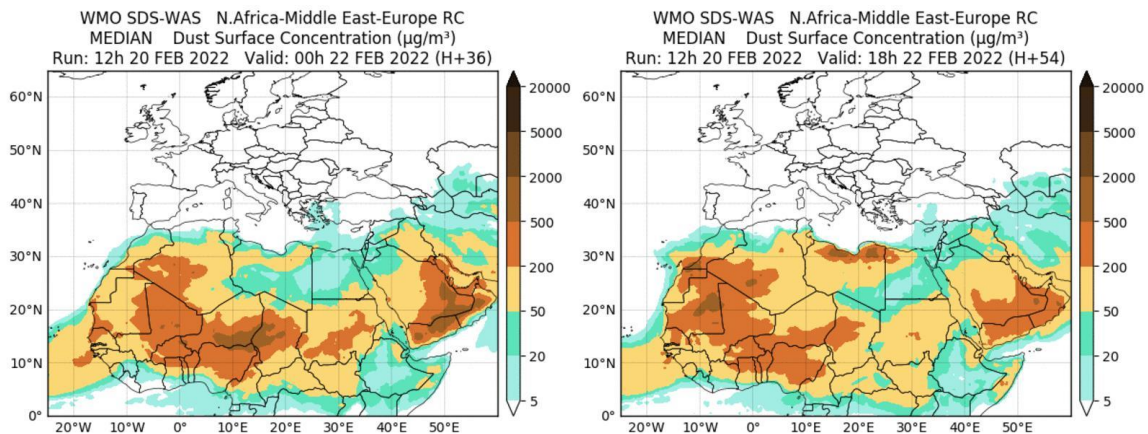 WMO SDS-WAS N.Africa-Middle East-Europe RC
MEDIAN Dust Surface Concentration (µg/m³)
Run: 12h 20 FEB 2022 Valid: 00h 22 FEB 2022 (H+36)
60°N
50°N
40°N
30°N
20°N
10°N
0°
20°W
10°W
0°
10°E
20°E
30°E
40°E
50°E
20000
5000
2000
500
200
50
20
5
WMO SDS-WAS N.Africa-Middle East-Europe RC
MEDIAN Dust Surface Concentration (µg/m³)
Run: 12h 20 FEB 2022 Valid: 18h 22 FEB 2022 (H+54)
60°N
50°N
40°N
30°N
20°N
10°N
0°
20°W
10°W
0°
10°E
20°E
30°E
40°E
50°E
20000
5000
2000
500
200
50
20
5